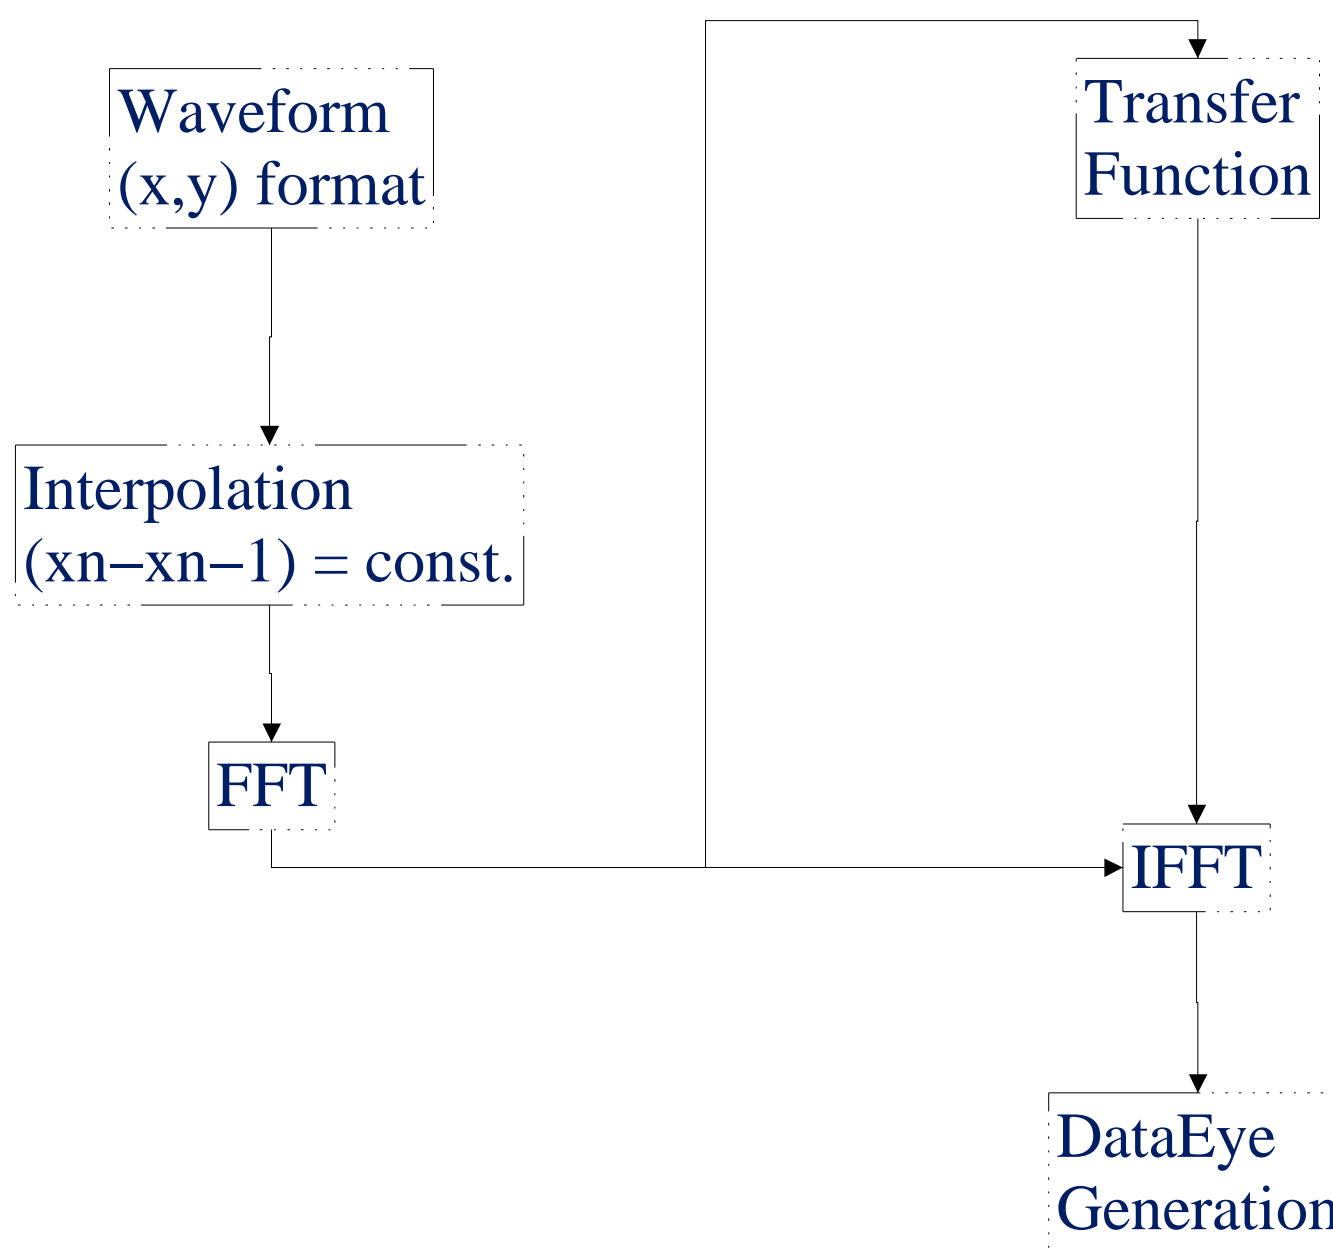 Waveform
(x,y) format
Interpolation
(xn−xn−1) = const.
FFT
Transfer
Function
IFFT
DataEye
Generation